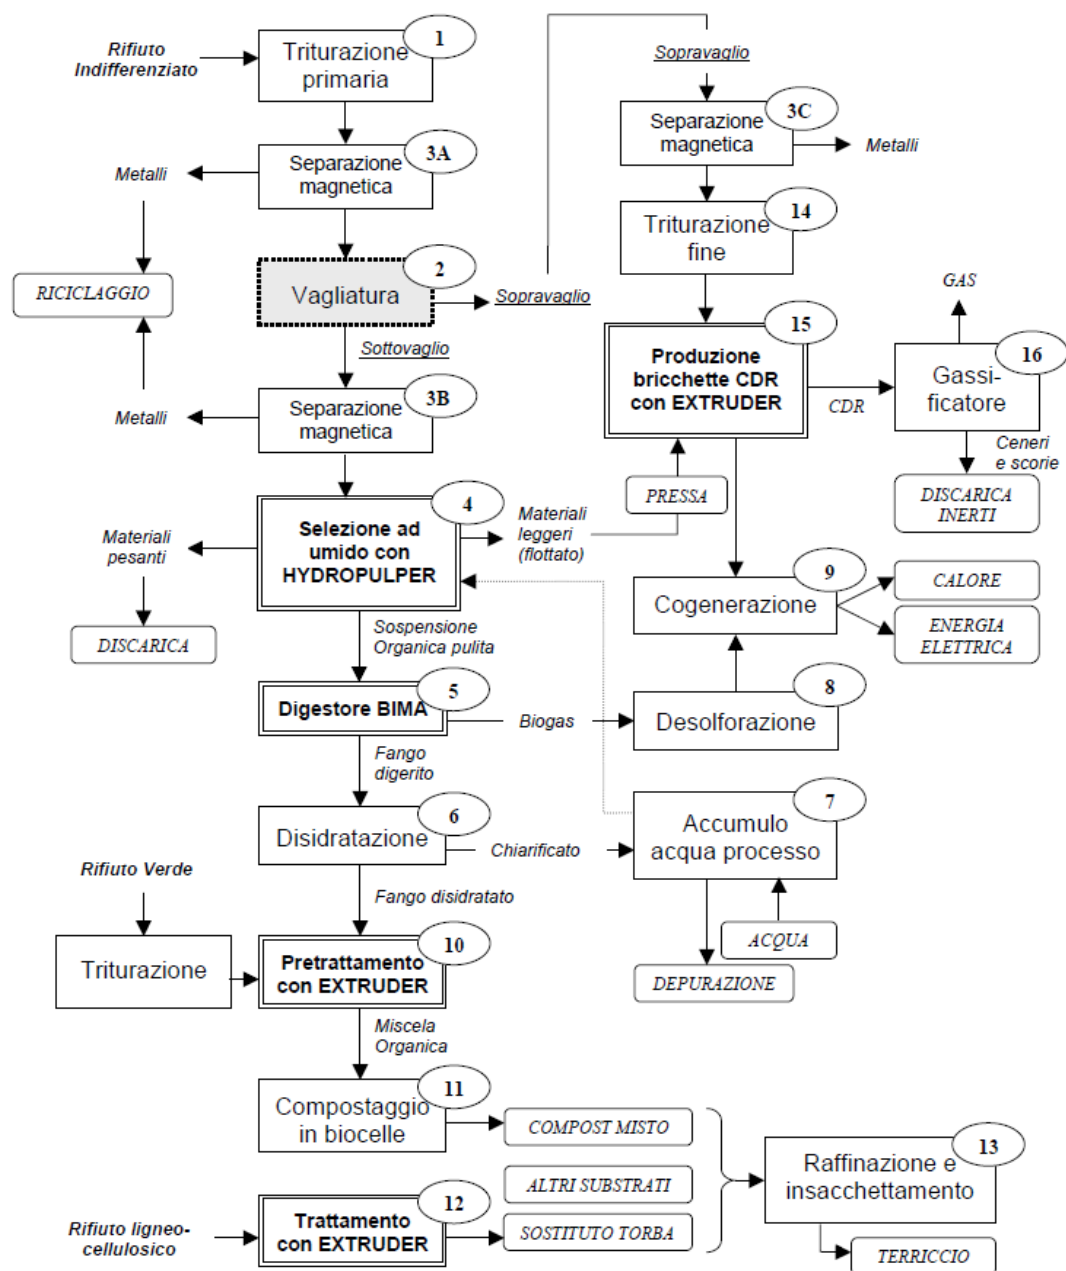 1
Rifiuto
Indifferenziato
Triturazione
primaria
3A
Separazione
magnetica
Metalli
2
Vagliatura
RICICLAGGIO
Sopravaglio
Sottovaglio
3B
Separazione
magnetica
Metalli
4
Selezione ad
umido con
HYDROPULPER
Materiali
pesanti
DISCARICA
Materiali
leggeri
(flottato)
PRESSA
Sospensione
Organica pulita
5
Digestore BIMA
Biogas
Fango
digerito
6
Disidratazione
Chiarificato
Fango disidratato
Rifiuto Verde
Triturazione
10
Pretrattamento
con EXTRUDER
Miscela
Organica
11
Compostaggio
in biocelle
COMPOST MISTO
ALTRI SUBSTRATI
Rifiuto ligneo-
cellulosico
12
Trattamento
con EXTRUDER
SOSTITUTO TORBA
13
Raffinazione e
insacchettamento
TERRICCIO
Sopravaglio
3C
Separazione
magnetica
Metalli
14
Triturazione
fine
15
Produzione
bricchette CDR
con EXTRUDER
CDR
GAS
16
Gassi-
ficatore
Ceneri
e scorie
DISCARICA
INERTI
9
Cogenerazione
CALORE
ENERGIA
ELETTRICA
8
Desolforazione
7
Accumulo
acqua processo
ACQUA
DEPURAZIONE